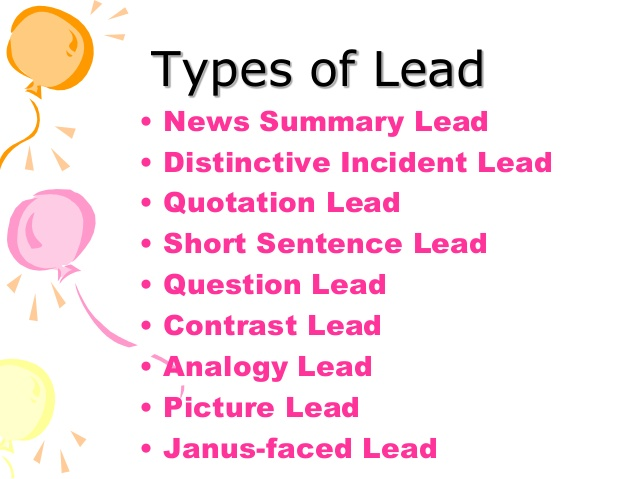 Types of Lead
• News Summary Lead
• Distinctive Incident Lead
• Quotation Lead
• Short Sentence Lead
• Question Lead
• Contrast Lead
• Analogy Lead
• Picture Lead
• Janus-faced Lead